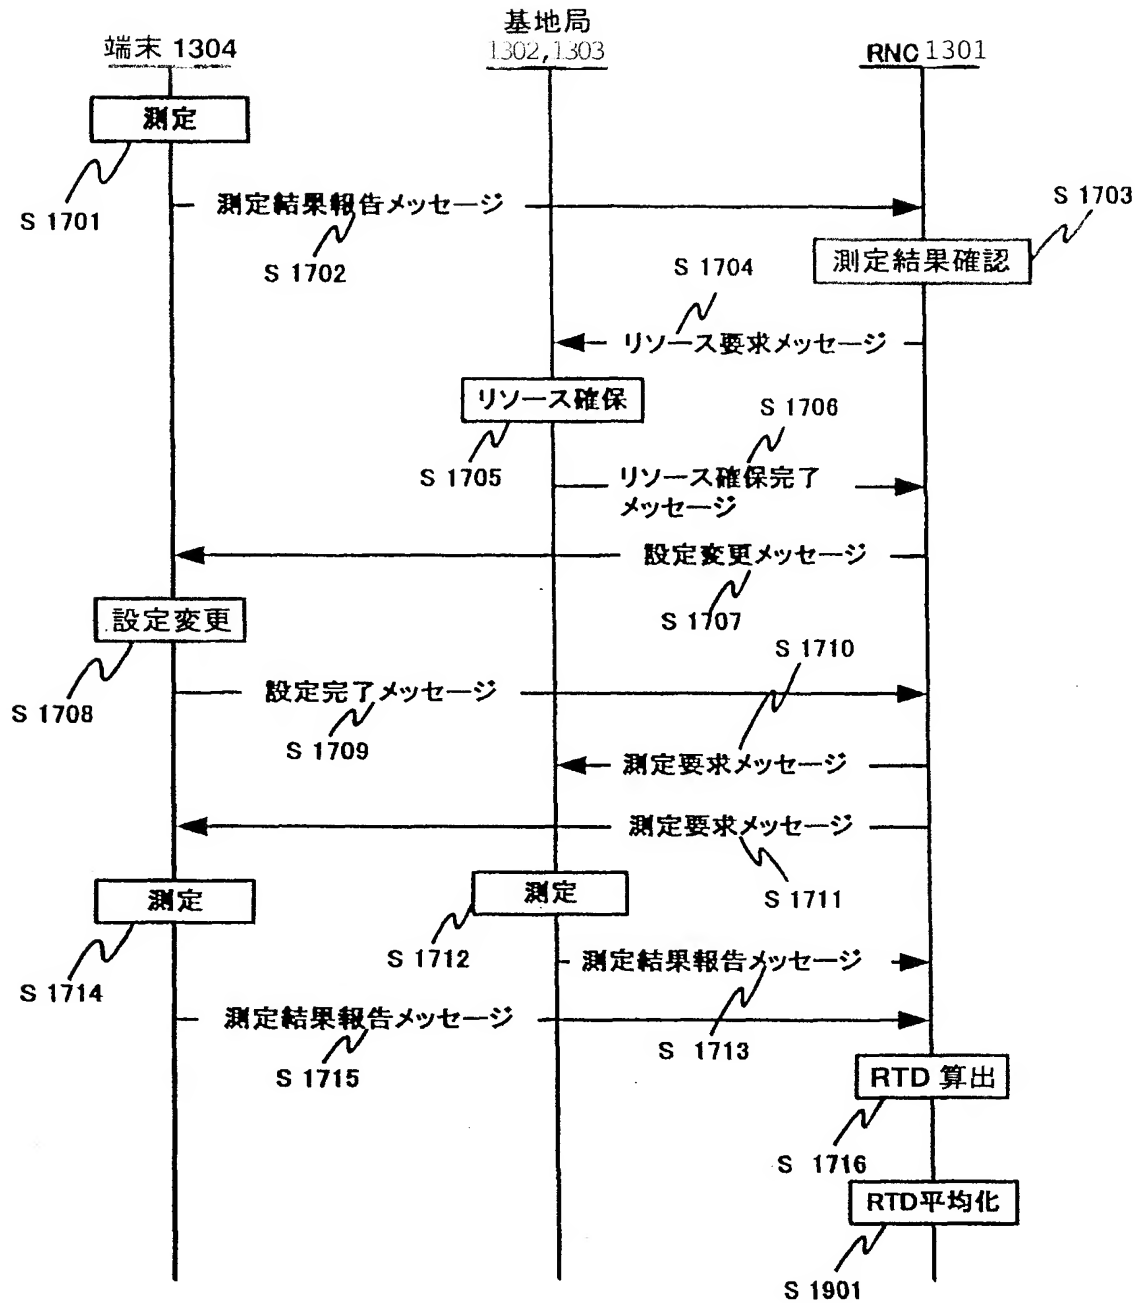 端末 1304
基地局
1302,1303
RNC 1301
測定
S 1701
測定結果報告メッセージ
S 1702
S 1703
測定結果確認
S 1704
リソース要求メッセージ
リソース確保
S 1705
S 1706
リソース確保完了
メッセージ
設定変更メッセージ
S 1707
設定変更
S 1708
設定完了メッセージ
S 1709
S 1710
測定要求メッセージ
測定要求メッセージ
S 1711
測定
S 1714
測定
S 1712
測定結果報告メッセージ
S 1713
測定結果報告メッセージ
S 1715
RTD 算出
S 1716
RTD平均化
S 1901